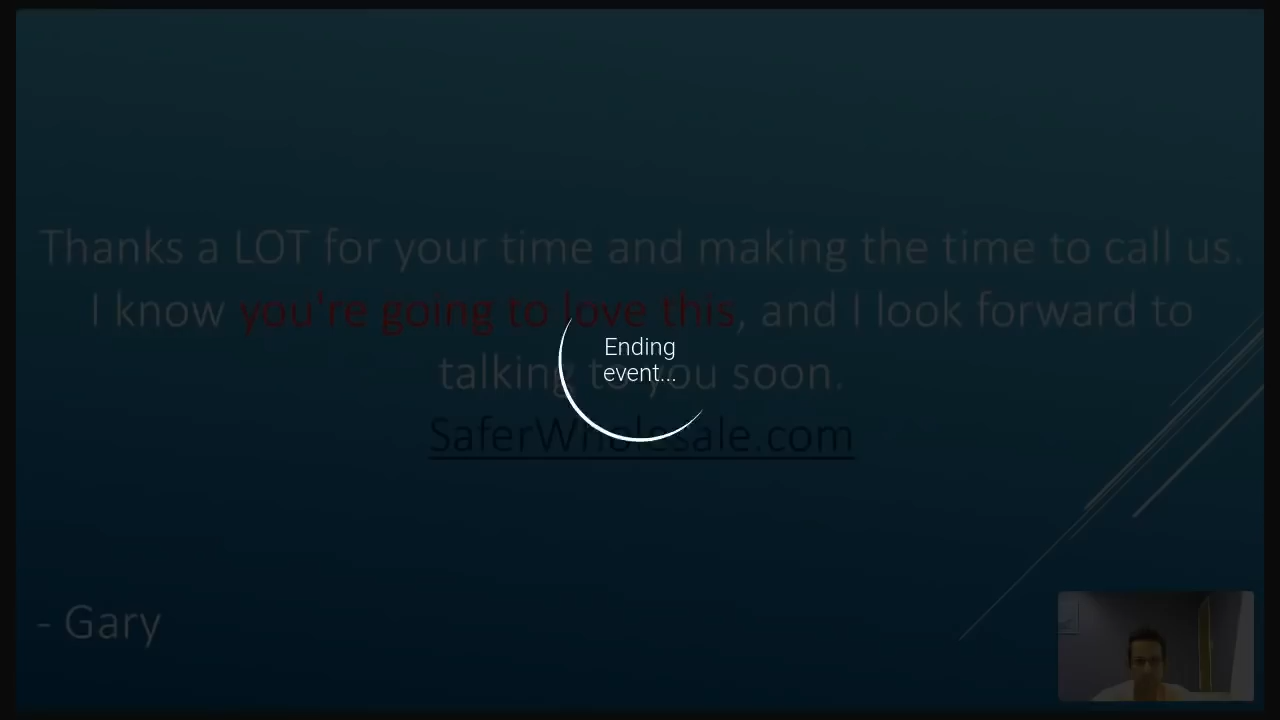 Thanks a LOT for your time and making the time to call us.
I know you're going to love this, and I look forward to
talking to you soon.
SaferWholesale.com
Ending
event...
- Gary